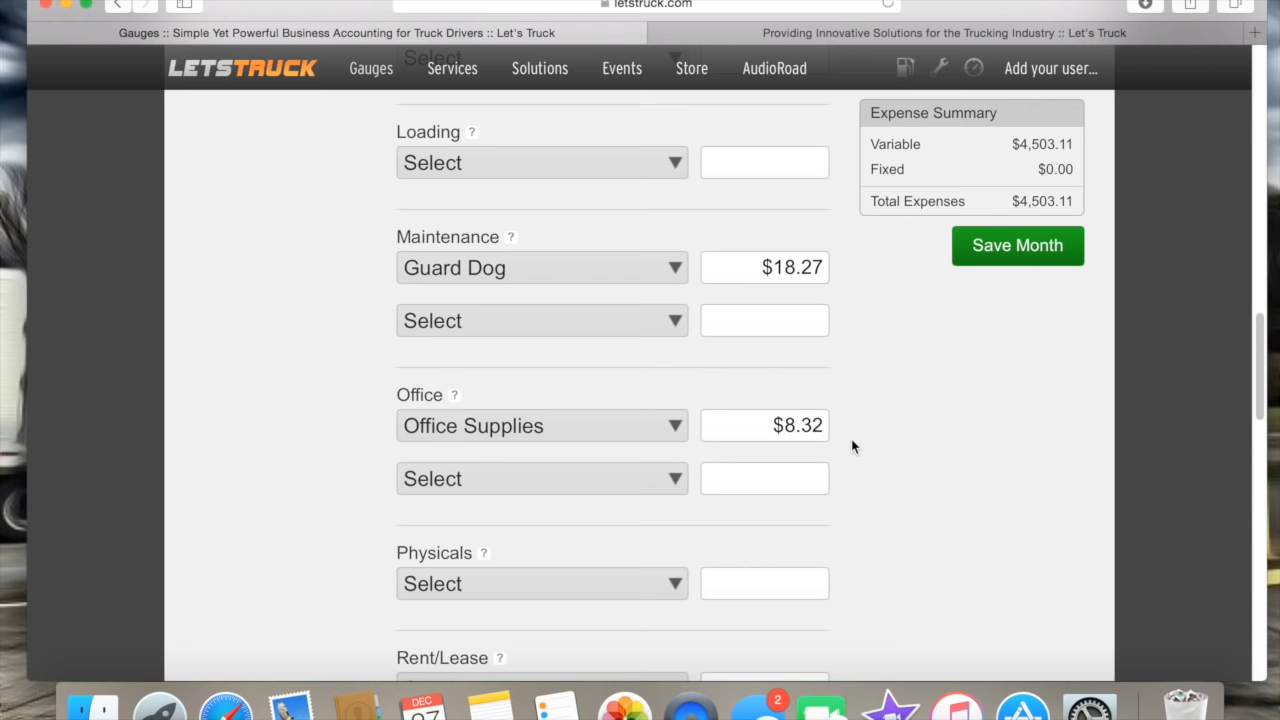 letstruck.com
Gauges :: Simple Yet Powerful Business Accounting for Truck Drivers :: Let's Truck
Providing Innovative Solutions for the Trucking Industry :: Let's Truck
LETSTRUCK
Gauges
Services
Solutions
Events
Store
AudioRoad
Add your user...
Select
Expense Summary
Variable $4,503.11
Fixed $0.00
Total Expenses $4,503.11
Save Month
Loading ?
Select
Maintenance ?
Guard Dog $18.27
Select
Office ?
Office Supplies $8.32
Select
Physicals ?
Select
Rent/Lease ?
DEC
2